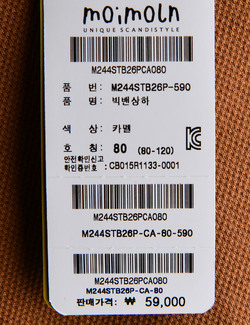 moimoln
UNIQUE SCANDISTYLE
M244STB26PCA080
품 번: M244STB26P-590
품 명: 빅밴상하
색 상: 카멜
호 칭: 80 (80-120)
안전확인신고
확인증번호 : CB015R1133-0001
M244STB26PCA080
M244STB26P-CA-80-590
M244STB26PCA080
M244STB26P-CA-80
판매가격: ₩ 59,000